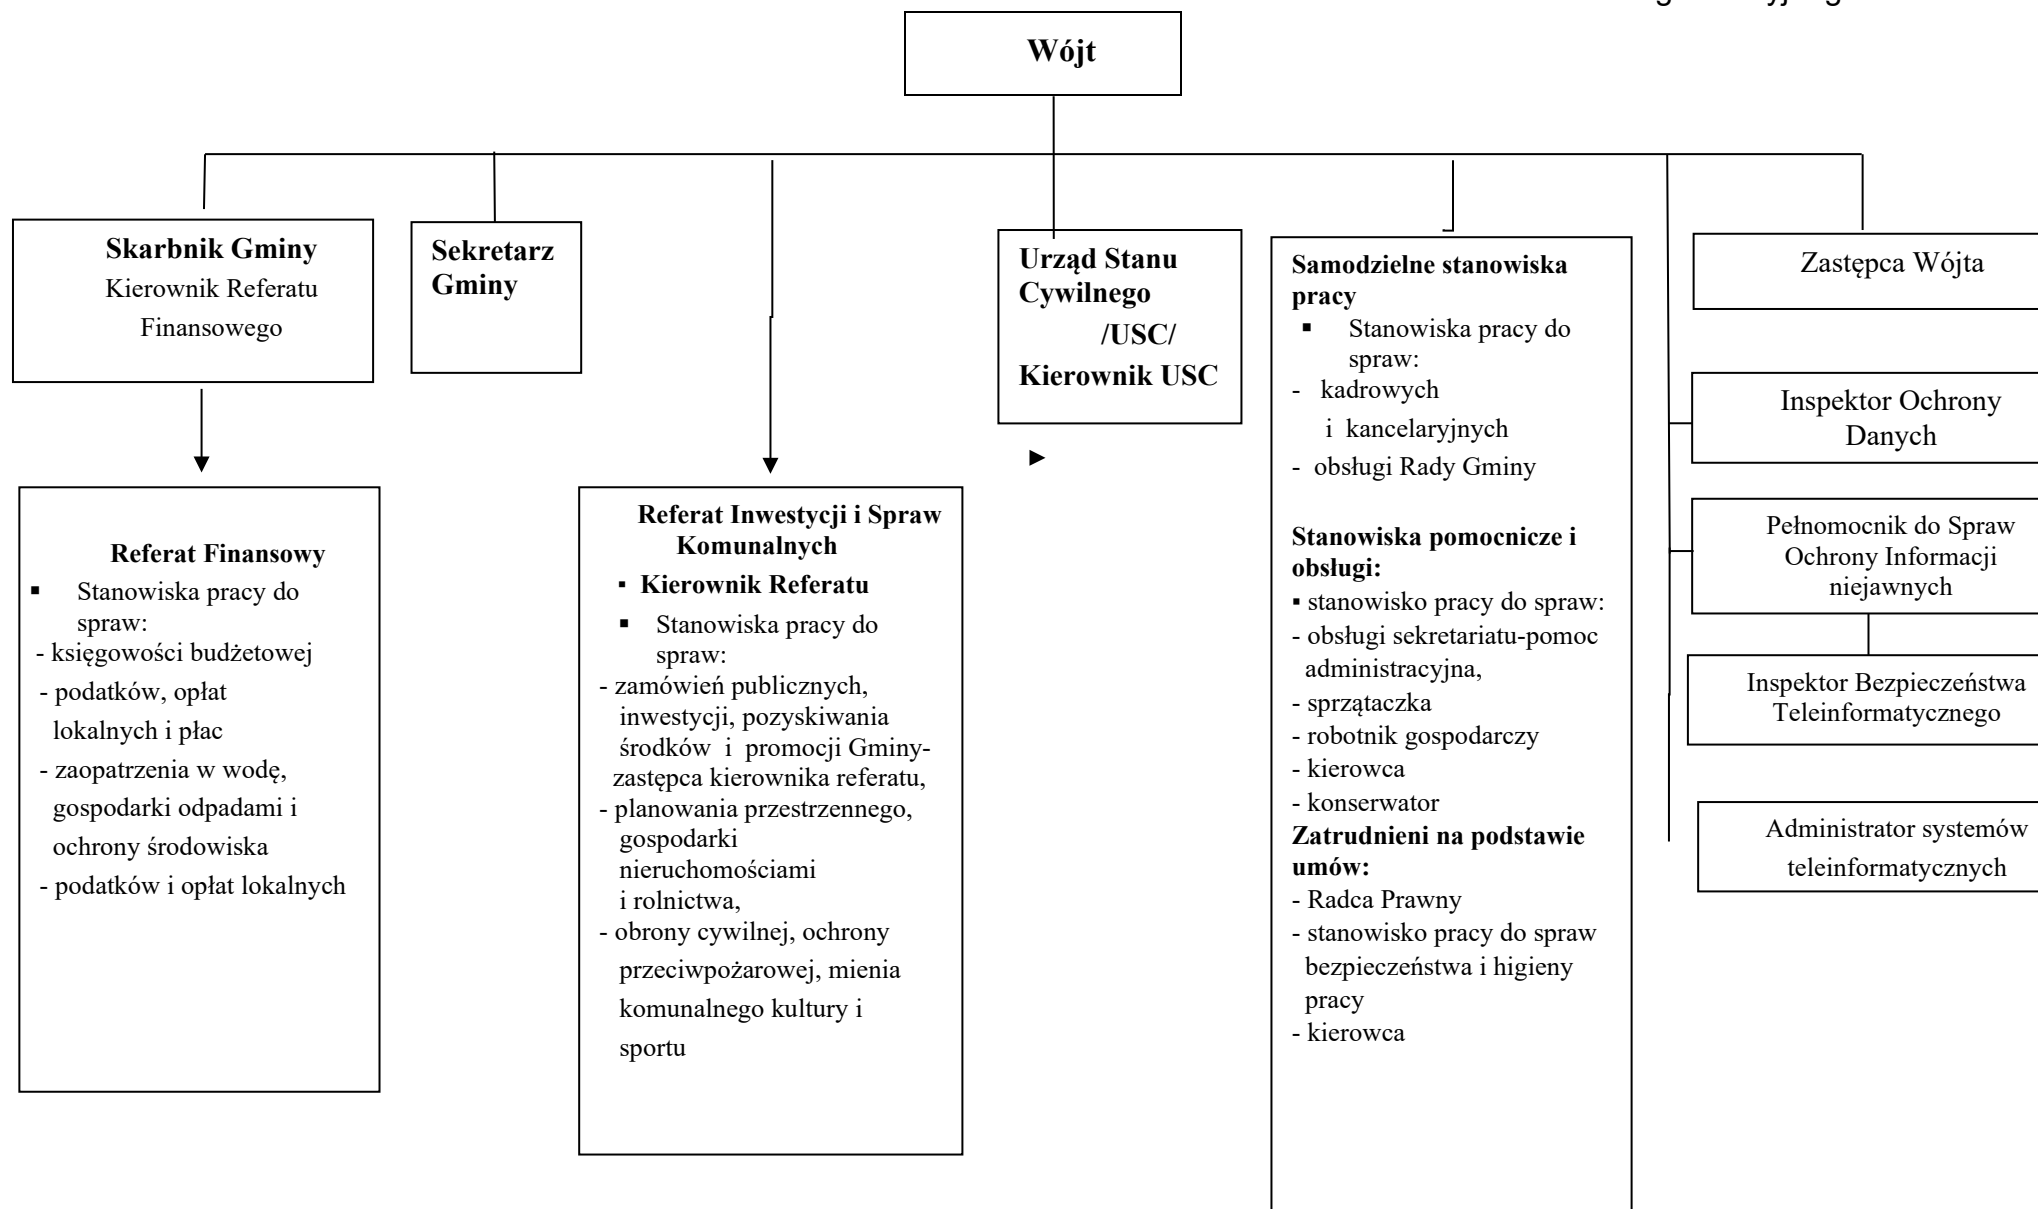 Wójt
Skarbnik Gminy
Kierownik Referatu
Finansowego
Sekretarz
Gminy
Urząd Stanu
Cywilnego
/USC/
Kierownik USC
Samodzielne stanowiska
pracy
▪ Stanowiska pracy do
spraw:
- kadrowych
i kancelaryjnych
- obsługi Rady Gminy
Stanowiska pomocnicze i
obsługi:
▪ stanowisko pracy do spraw:
- obsługi sekretariatu-pomoc
administracyjna,
- sprzątaczka
- robotnik gospodarczy
- kierowca
- konserwator
Zatrudnieni na podstawie
umów:
- Radca Prawny
- stanowisko pracy do spraw
bezpieczeństwa i higieny
pracy
- kierowca
Zastępca Wójta
Inspektor Ochrony
Danych
Pełnomocnik do Spraw
Ochrony Informacji
niejawnych
Inspektor Bezpieczeństwa
Teleinformatycznego
Administrator systemów
teleinformatycznych
Referat Finansowy
▪ Stanowiska pracy do
spraw:
- księgowości budżetowej
- podatków, opłat
lokalnych i płac
- zaopatrzenia w wodę,
gospodarki odpadami i
ochrony środowiska
- podatków i opłat lokalnych
Referat Inwestycji i Spraw
Komunalnych
▪ Kierownik Referatu
▪ Stanowiska pracy do
spraw:
- zamówień publicznych,
inwestycji, pozyskiwania
środków i promocji Gminy-
zastępca kierownika referatu,
- planowania przestrzennego,
gospodarki
nieruchomościami
i rolnictwa,
- obrony cywilnej, ochrony
przeciwpożarowej, mienia
komunalnego kultury i
sportu